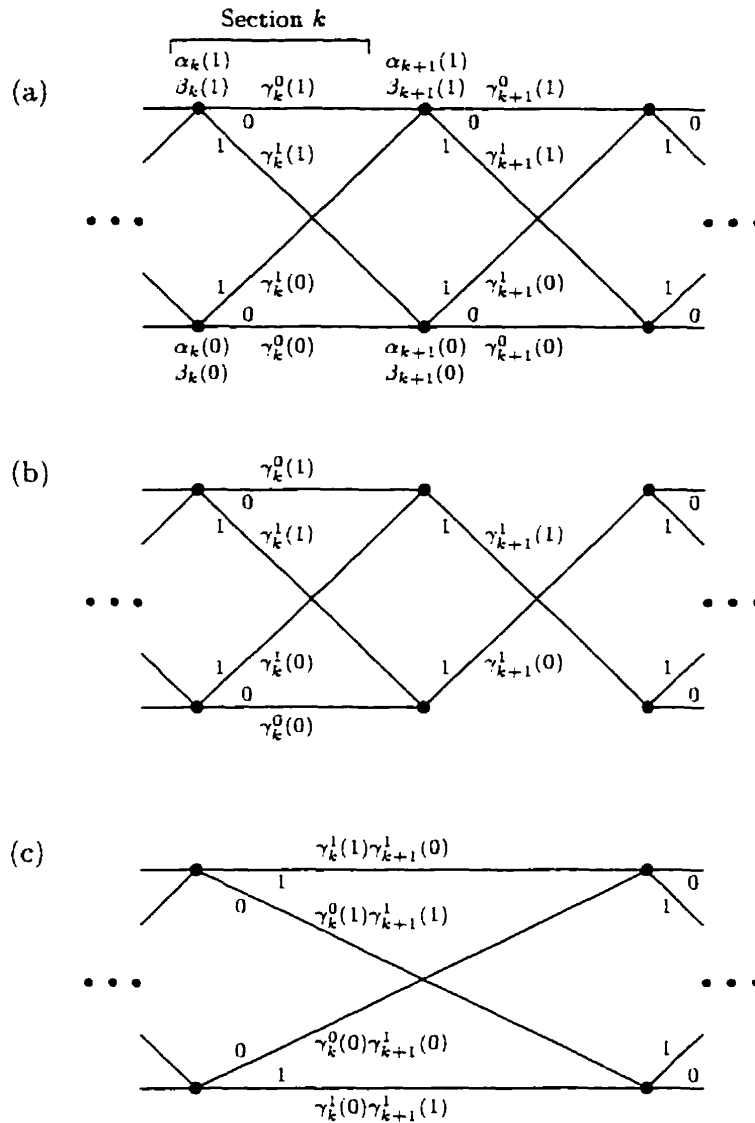 Section k
(a)
α_k(1) α_{k+1}(1)
β_k(1) γ_k^0(1) β_{k+1}(1) γ_{k+1}^0(1)
0 0 0
1 γ_k^1(1) 1 γ_{k+1}^1(1) 1
• • • • • •
1 γ_k^1(0) 1 γ_{k+1}^1(0) 1
0 0 0
α_k(0) γ_k^0(0) α_{k+1}(0) γ_{k+1}^0(0)
β_k(0) β_{k+1}(0)
(b)
γ_k^0(1)
0 0
1 γ_k^1(1) 1 γ_{k+1}^1(1) 1
• • • • • •
1 γ_k^1(0) 1 γ_{k+1}^1(0) 1
0 0
γ_k^0(0)
(c)
γ_k^1(1)γ_{k+1}^1(0)
1 0
0 γ_k^0(1)γ_{k+1}^1(1) 1
• • • • • •
0 γ_k^0(0)γ_{k+1}^1(0) 1
1 0
γ_k^1(0)γ_{k+1}^1(1)